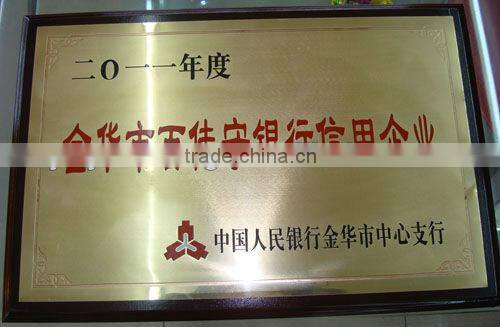 二0一一年度
金华市百佳守银行信用企业
trade.china.cn
中国人民银行金华市中心支行